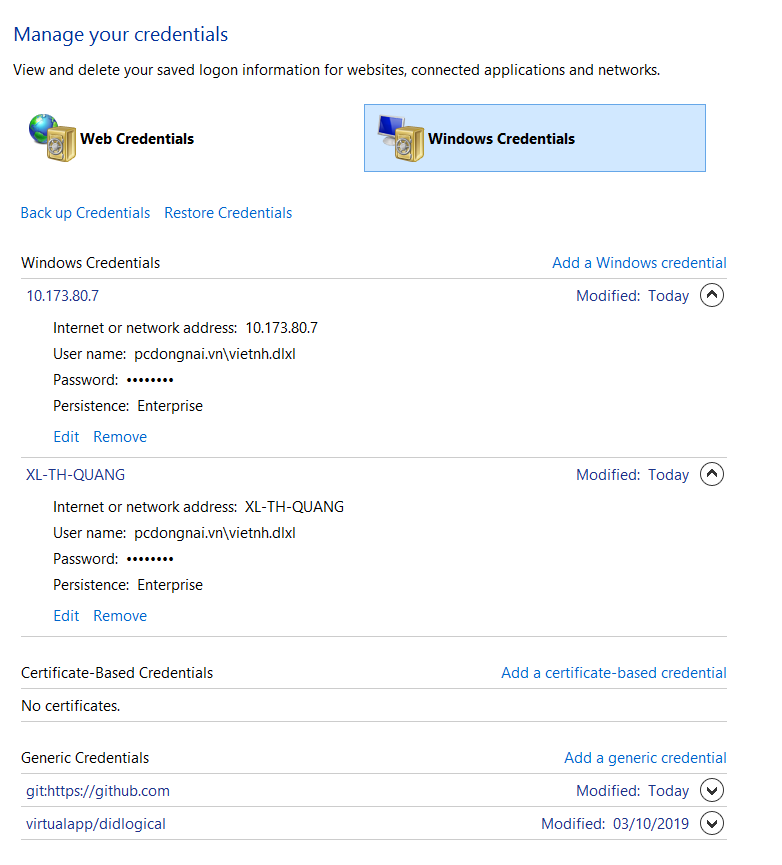 Manage your credentials
View and delete your saved logon information for websites, connected applications and networks.
Web Credentials
Windows Credentials
Back up Credentials Restore Credentials
Windows Credentials Add a Windows credential
10.173.80.7 Modified: Today
Internet or network address: 10.173.80.7
User name: pcdongnai.vn\vietnh.dlxl
Password: ••••••••
Persistence: Enterprise
Edit Remove
XL-TH-QUANG Modified: Today
Internet or network address: XL-TH-QUANG
User name: pcdongnai.vn\vietnh.dlxl
Password: ••••••••
Persistence: Enterprise
Edit Remove
Certificate-Based Credentials Add a certificate-based credential
No certificates.
Generic Credentials Add a generic credential
git:https://github.com Modified: Today
virtualapp/didlogical Modified: 03/10/2019